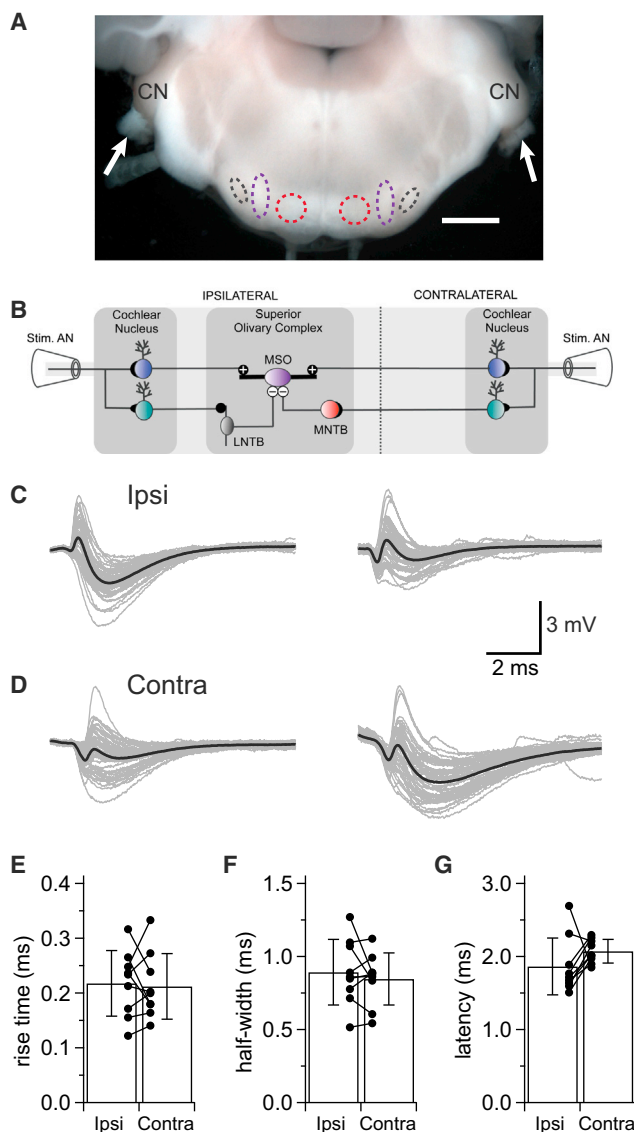 A
CN
CN
B
IPSILATERAL
CONTRALATERAL
Cochlear
Nucleus
Superior
Olivary Complex
Cochlear
Nucleus
Stim. AN
Stim. AN
MSO
+
+
− −
LNTB
MNTB
C
Ipsi
3 mV
2 ms
D
Contra
E
F
G
rise time (ms)
0.4
0.3
0.2
0.1
0.0
Ipsi Contra
half-width (ms)
1.5
1.0
0.5
0.0
Ipsi Contra
latency (ms)
3.0
2.0
1.0
0.0
Ipsi Contra